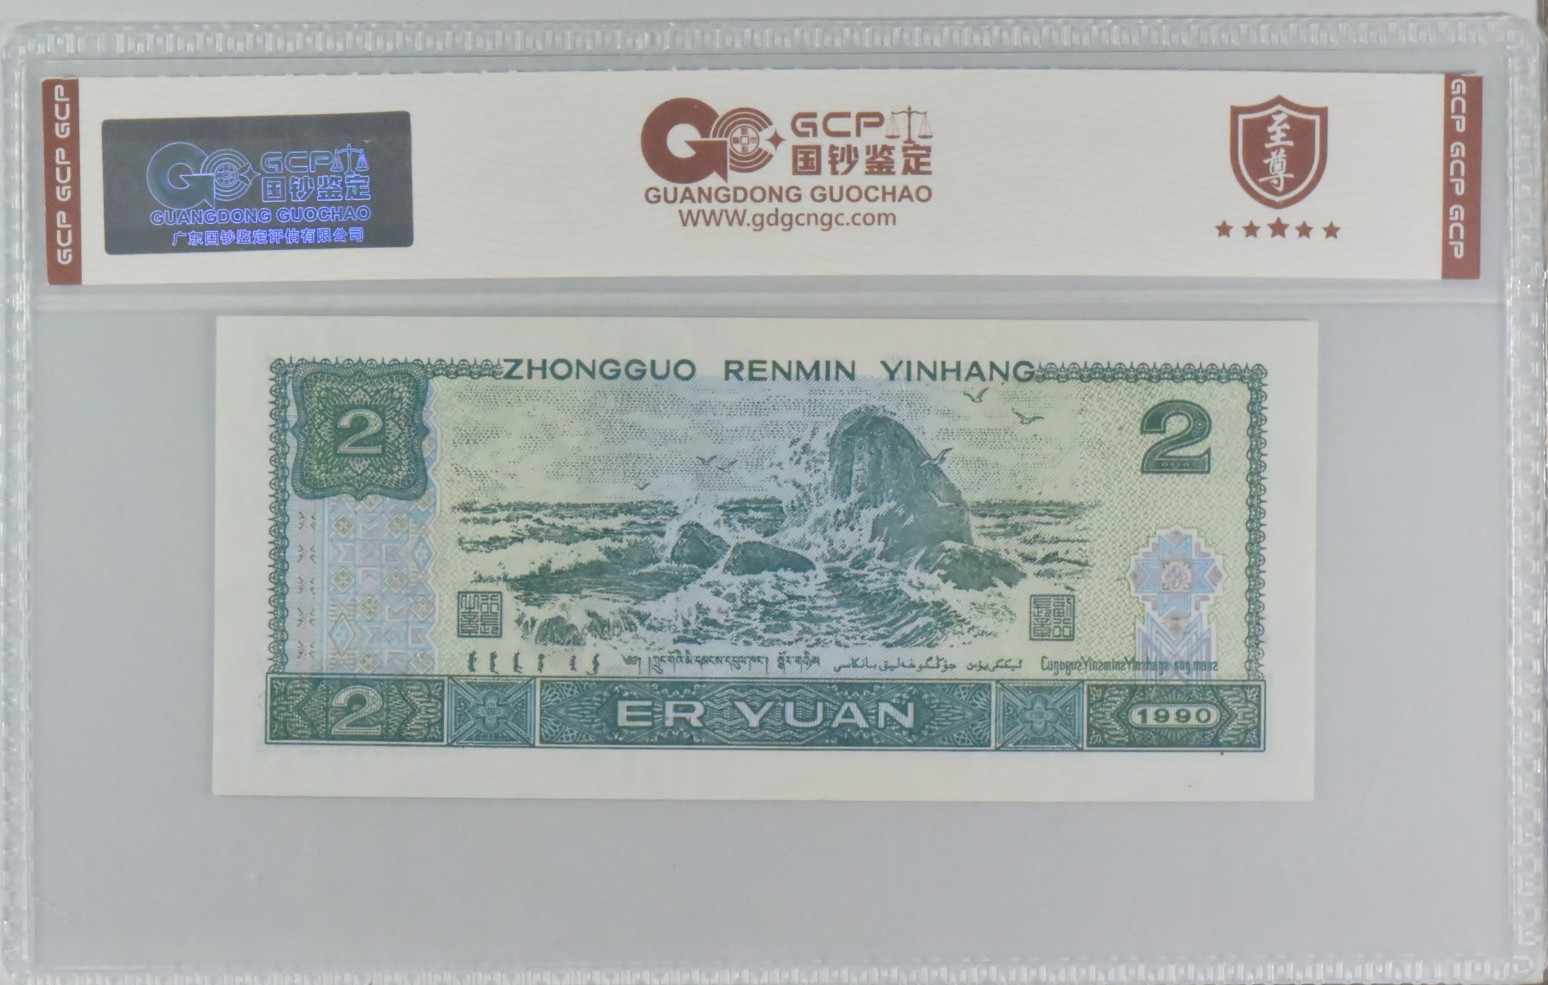 GCP GCP GCP
GCP
国钞鉴定
GUANGDONG GUOCHAO
广东国钞鉴定评估有限公司
GCP
国钞鉴定
GUANGDONG GUOCHAO
WWW.gdgcngc.com
至尊
GCP GCP GCP
ZHONGGUO RENMIN YINHANG
2
2
2
ER YUAN
1990